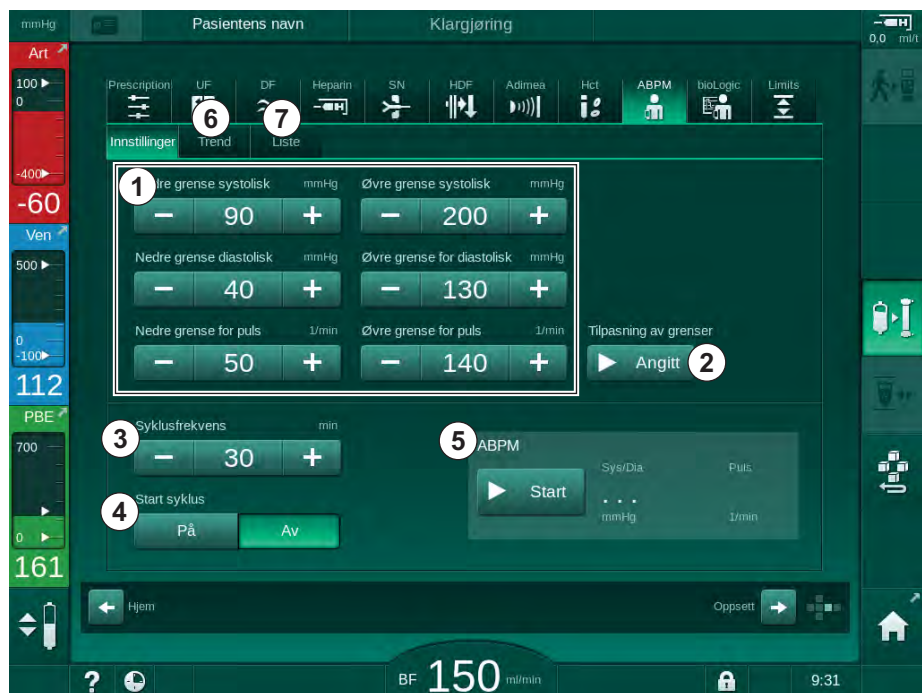 mmHg
Pasientens navn
Klargjøring
0,0 ml/t
Art
100
0
-400
-60
Ven
500
0
-100
112
PBE
700
0
161
Prescription UF DF Heparin SN HDF Adimea Hct ABPM bioLogic Limits
6 7
Innstillinger Trend Liste
1
grense systolisk mmHg Øvre grense systolisk mmHg
− 90 + − 200 +
Nedre grense diastolisk mmHg Øvre grense for diastolisk mmHg
− 40 + − 130 +
Nedre grense for puls 1/min Øvre grense for puls 1/min Tilpasning av grenser
− 50 + − 140 + Angitt 2
3 Syklusfrekvens min
− 30 +
4 Start syklus
På Av
5 ABPM
Sys/Dia Puls
Start . . .
mmHg 1/min
Hjem Oppsett
? BF 150 ml/min 9:31